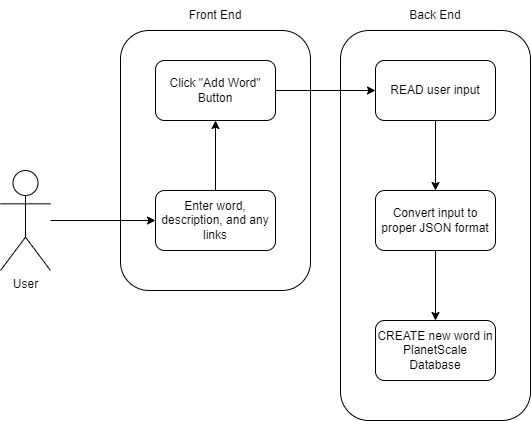 Front End
Back End
Click "Add Word"
Button
READ user input
Enter word,
description, and any
links
Convert input to
proper JSON format
User
CREATE new word in
PlanetScale
Database